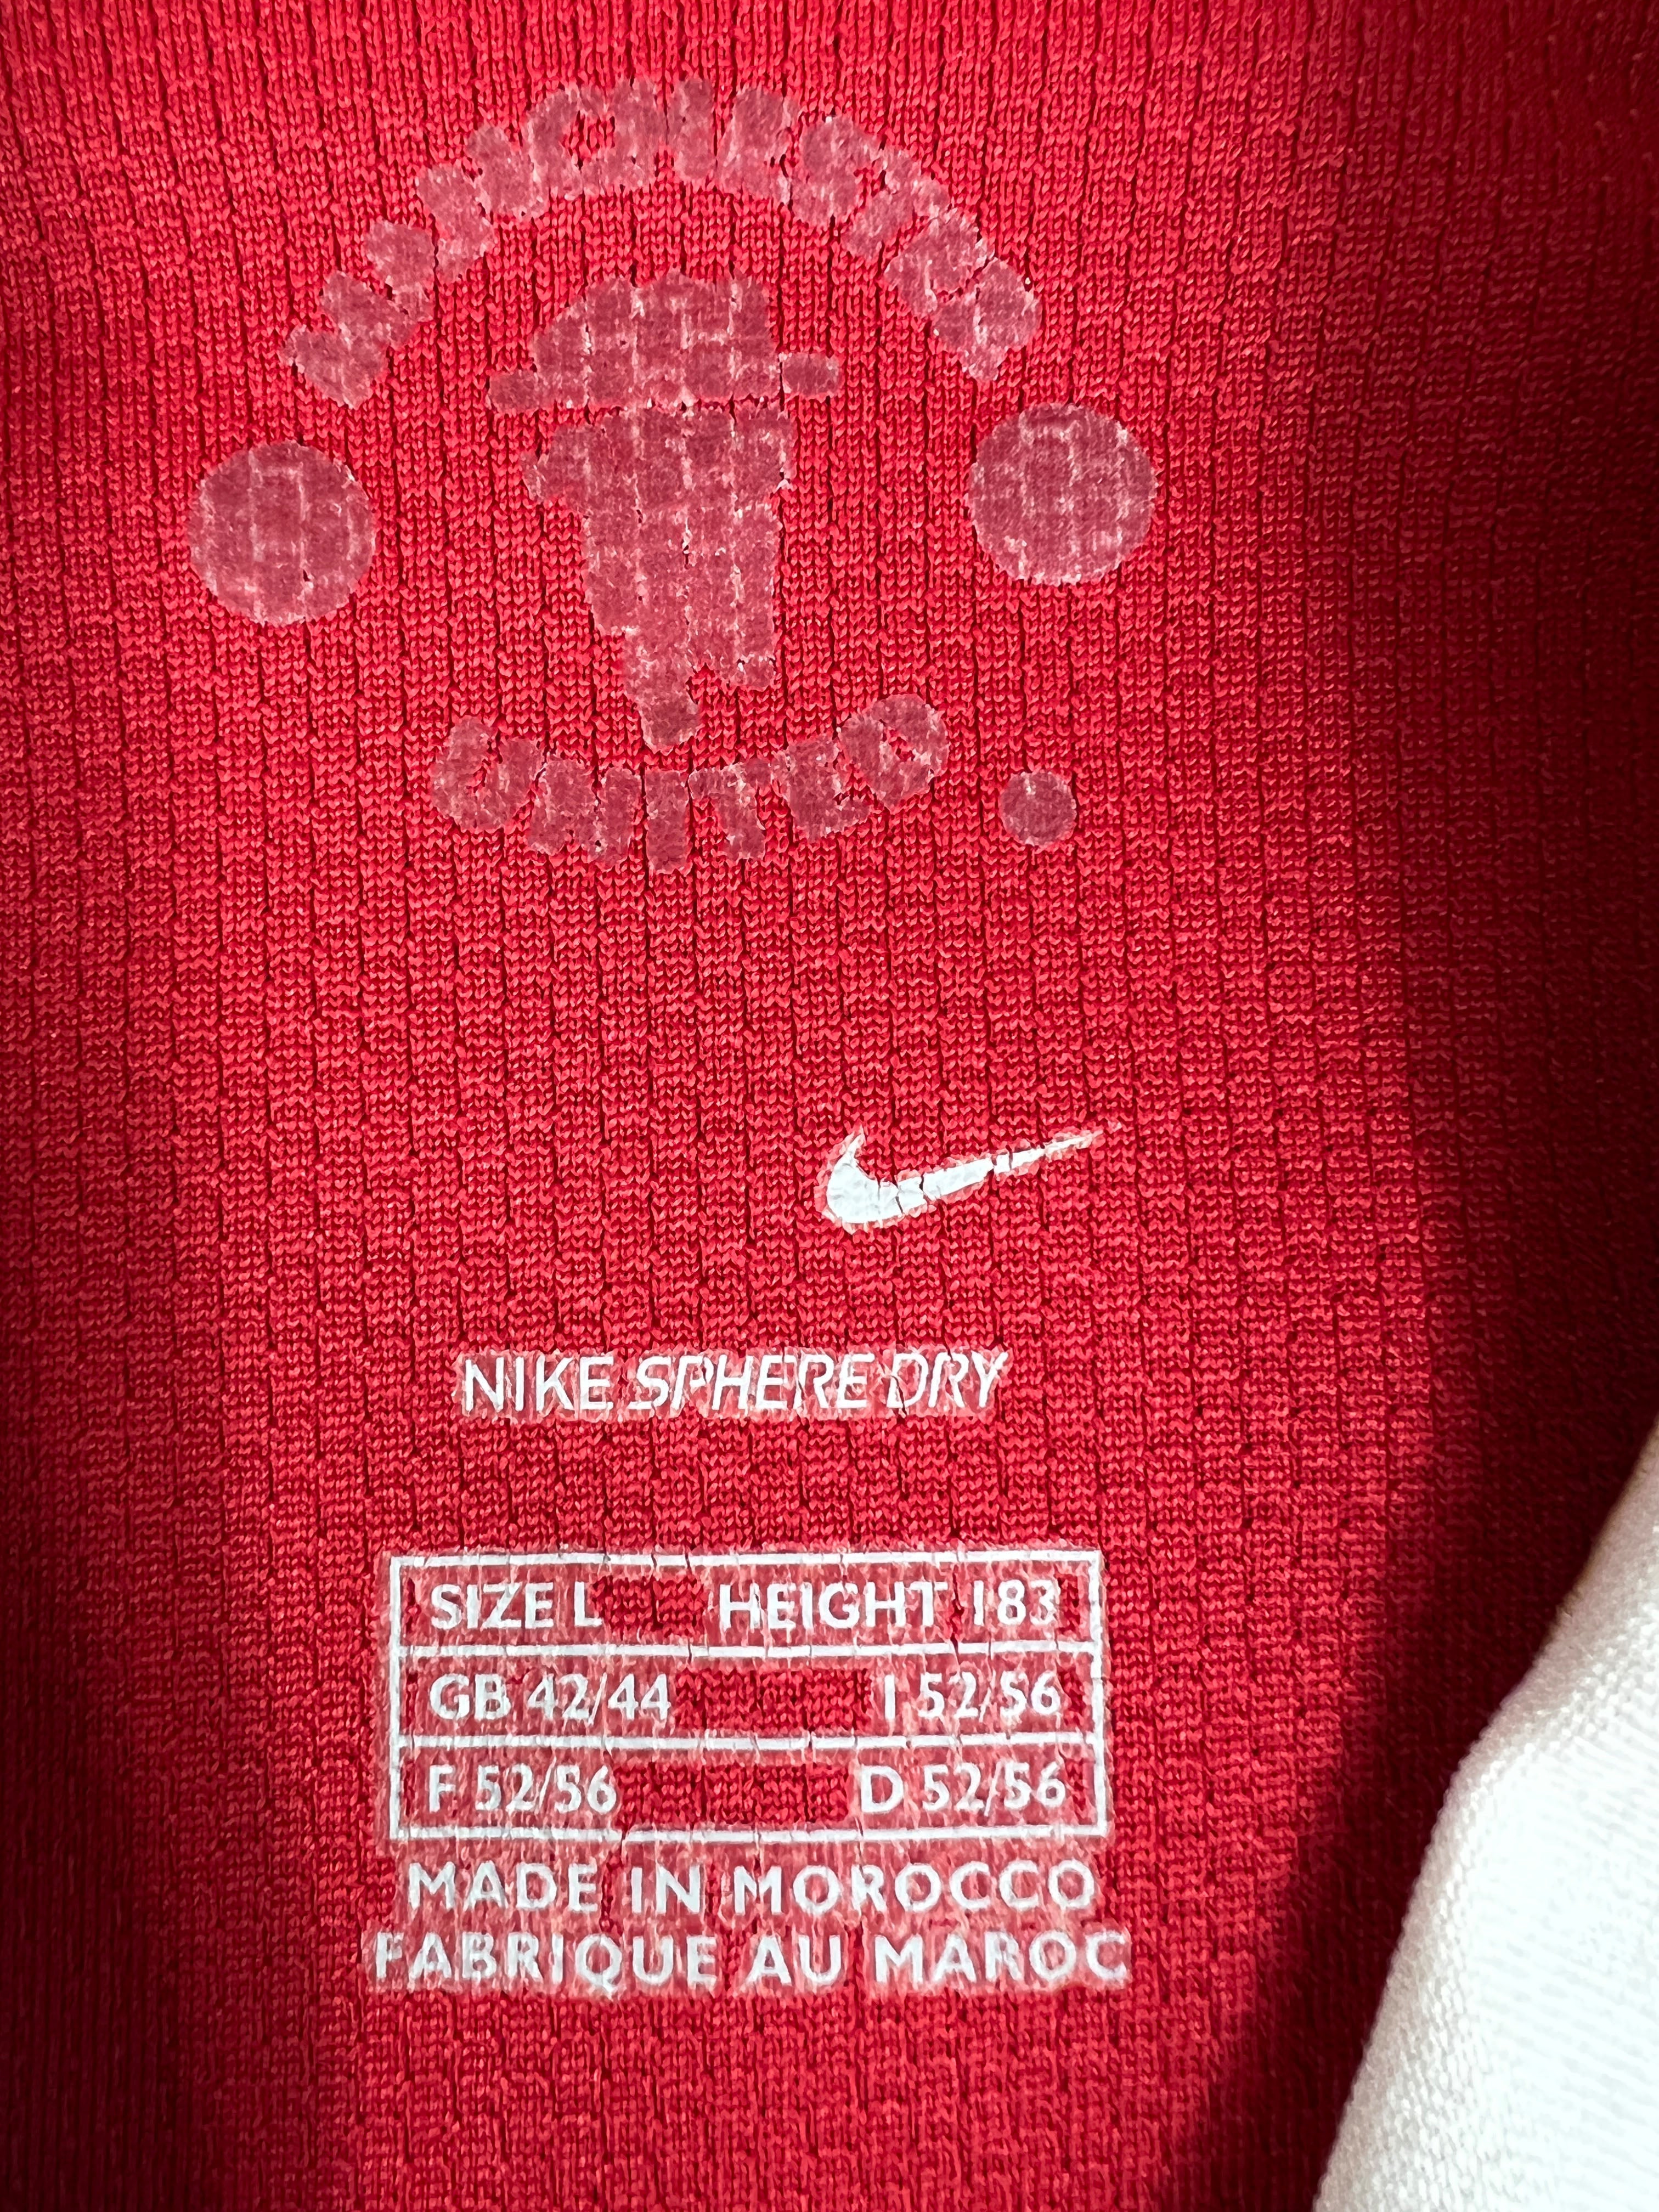 MANCHESTER
UNITED
NIKE SPHERE DRY
SIZE L HEIGHT 183
GB 42/44 I 52/56
F 52/56 D 52/56
MADE IN MOROCCO
FABRIQUE AU MAROC